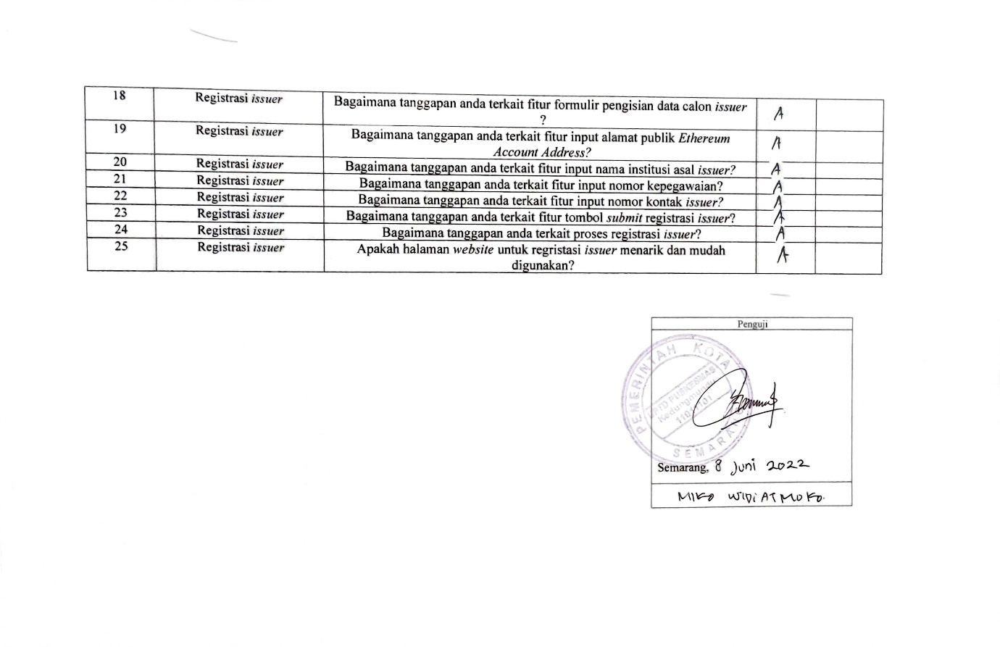 18 Registrasi issuer Bagaimana tanggapan anda terkait fitur formulir pengisian data calon issuer A
?
19 Registrasi issuer Bagaimana tanggapan anda terkait fitur input alamat publik Ethereum A
Account Address?
20 Registrasi issuer Bagaimana tanggapan anda terkait fitur input nama institusi asal issuer? A
21 Registrasi issuer Bagaimana tanggapan anda terkait fitur input nomor kepegawaian? A
22 Registrasi issuer Bagaimana tanggapan anda terkait fitur input nomor kontak issuer? A
23 Registrasi issuer Bagaimana tanggapan anda terkait fitur tombol submit registrasi issuer? A
24 Registrasi issuer Bagaimana tanggapan anda terkait proses registrasi issuer? A
25 Registrasi issuer Apakah halaman website untuk regristasi issuer menarik dan mudah A
digunakan?
Penguji
PEMERINTAH KOTA
UPTD PUSKESMAS
Kedungmundu
SEMARANG
Semarang, 8 Juni 2022
MIKO WIDIATMOKO.